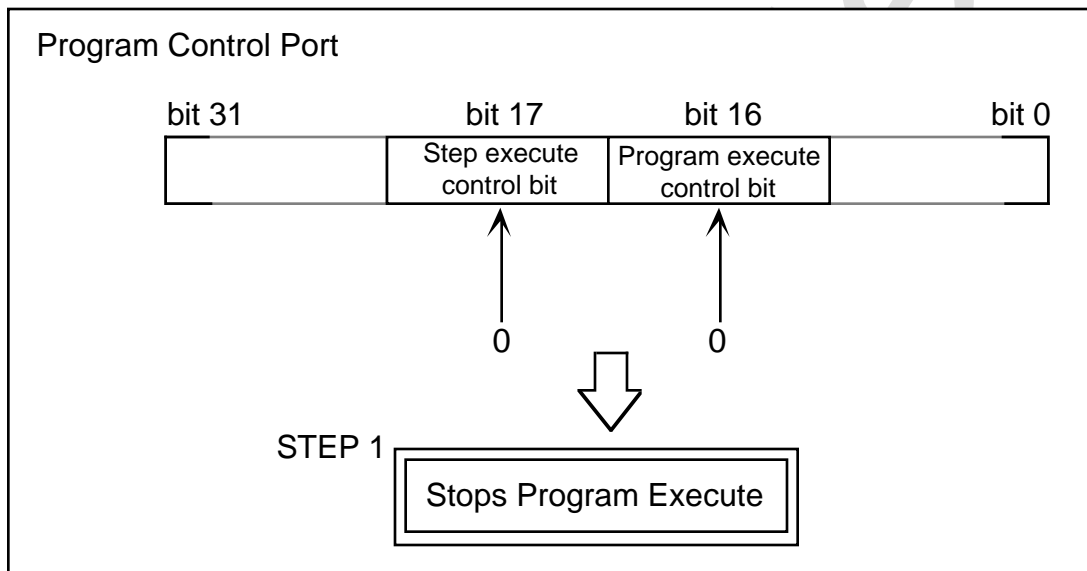 Program Control Port
bit 31 bit 17 bit 16 bit 0
Step execute control bit
Program execute control bit
0 0
STEP 1
Stops Program Execute